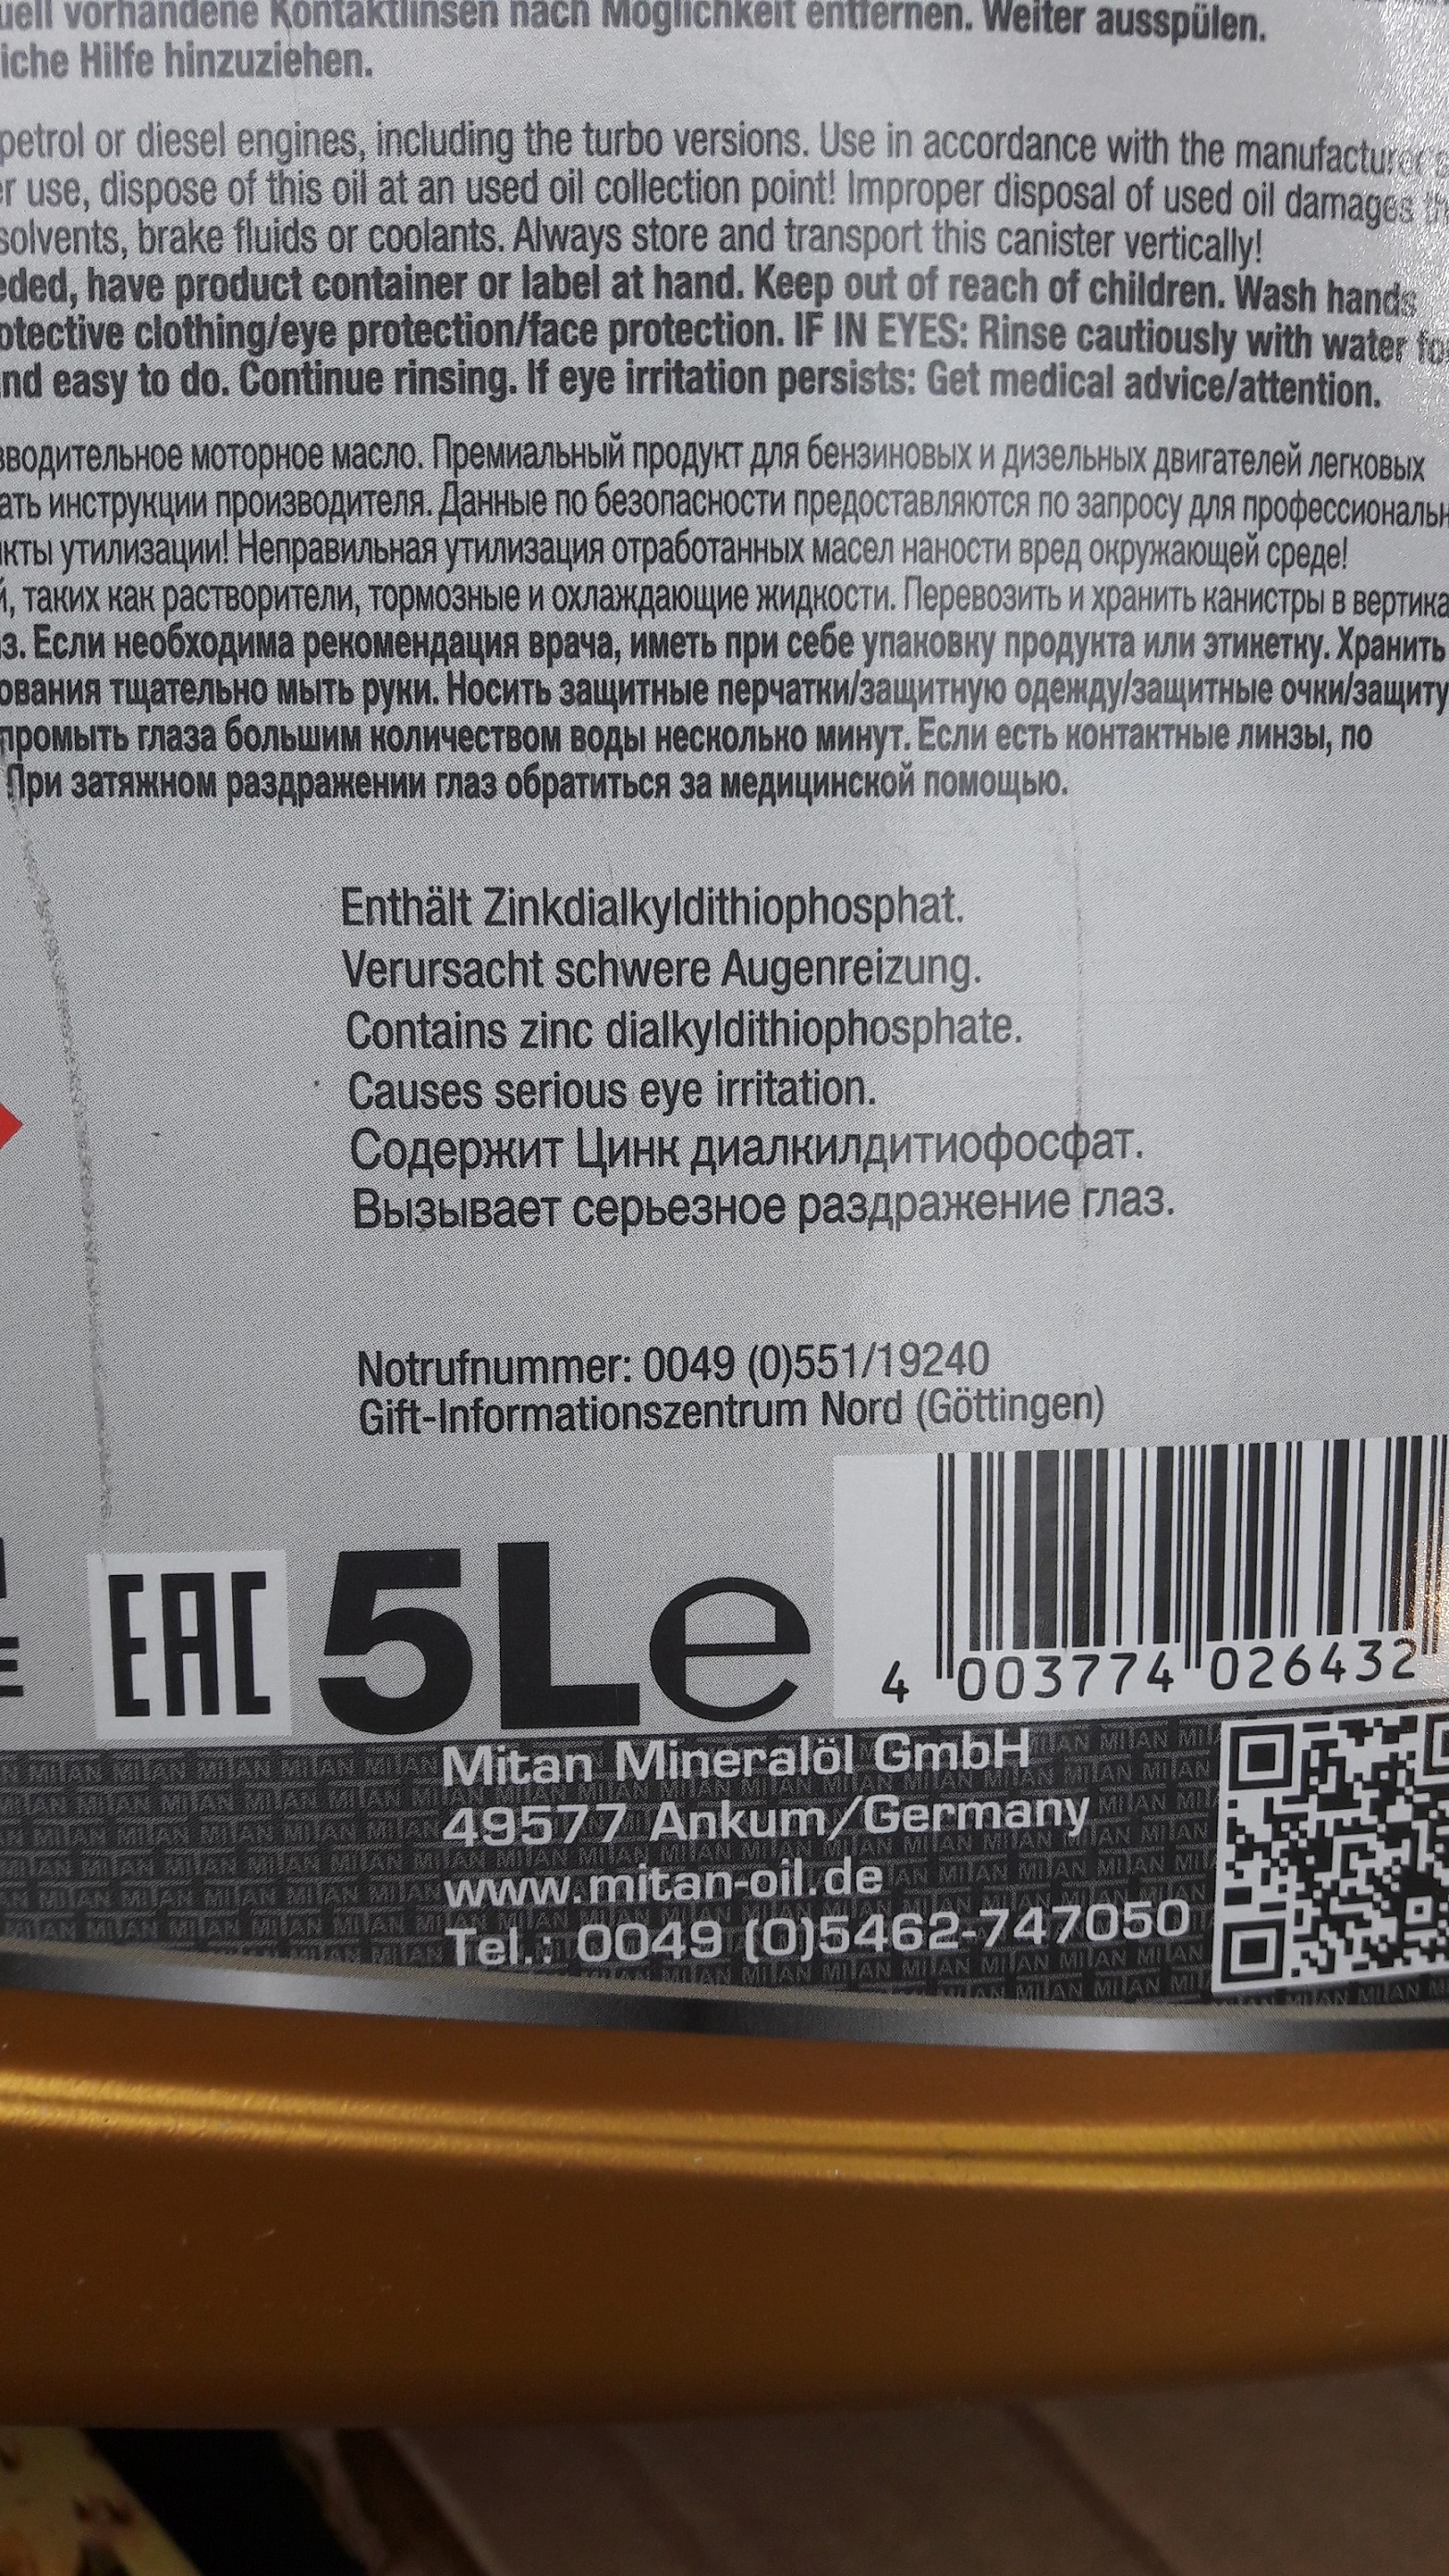 vorhandene Kontaktlinsen nach Möglichkeit entfernen. Weiter ausspülen.
Hilfe hinzuziehen.
petrol or diesel engines, including the turbo versions. Use in accordance with the
use, dispose of this oil at an used oil collection point! Improper disposal of used oil damages
solvents, brake fluids or coolants. Always store and transport this canister vertically!
have product container or label at hand. Keep out of reach of children. Wash hands
clothing/eye protection/face protection. IF IN EYES: Rinse cautiously with water
easy to do. Continue rinsing. If eye irritation persists: Get medical advice/attention.
моторное масло. Премиальный продукт для бензиновых и дизельных двигателей легковых
инструкции производителя. Данные по безопасности предоставляются по запросу для
утилизации! Неправильная утилизация отработанных масел наности вред окружающей среде!
таких как растворители, тормозные и охлаждающие жидкости. Перевозить и хранить канистры в
Если необходима рекомендация врача, иметь при себе упаковку продукта или этикетку. Хранить
тщательно мыть руки. Носить защитные перчатки/защитную одежду/защитные очки/защиту
промыть глаза большим количеством воды несколько минут. Если есть контактные линзы, по
При затяжном раздражении глаз обратиться за медицинской помощью.
Enthält Zinkdialkyldithiophosphat.
Verursacht schwere Augenreizung.
Contains zinc dialkyldithiophosphate.
Causes serious eye irritation.
Содержит Цинк диалкилдитиофосфат.
Вызывает серьезное раздражение глаз.
Notrufnummer: 0049 (0)551/19240
Gift-Informationszentrum Nord (Göttingen)
EAC 5L e
4 003774 026432
Mitan Mineralöl GmbH
49577 Ankum/Germany
www.mitan-oil.de
Tel.: 0049 (0)5462-747050